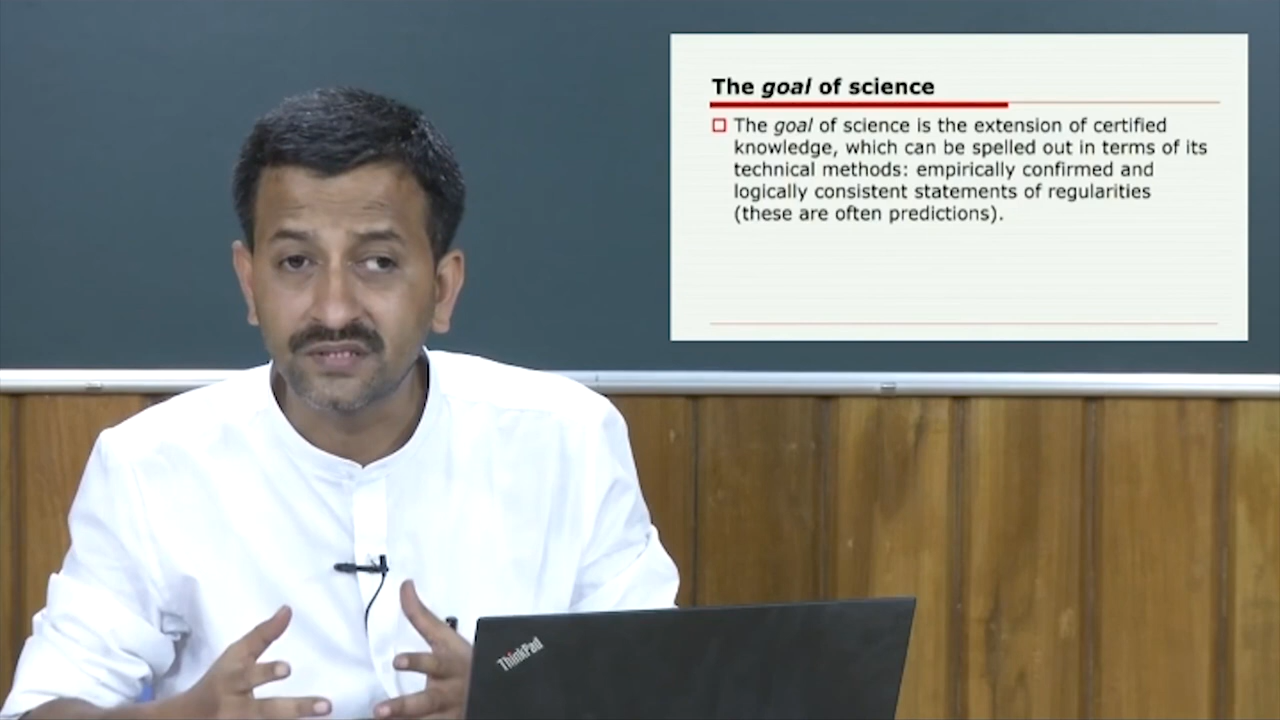 The goal of science
The goal of science is the extension of certified
knowledge, which can be spelled out in terms of its
technical methods: empirically confirmed and
logically consistent statements of regularities
(these are often predictions).
ThinkPad